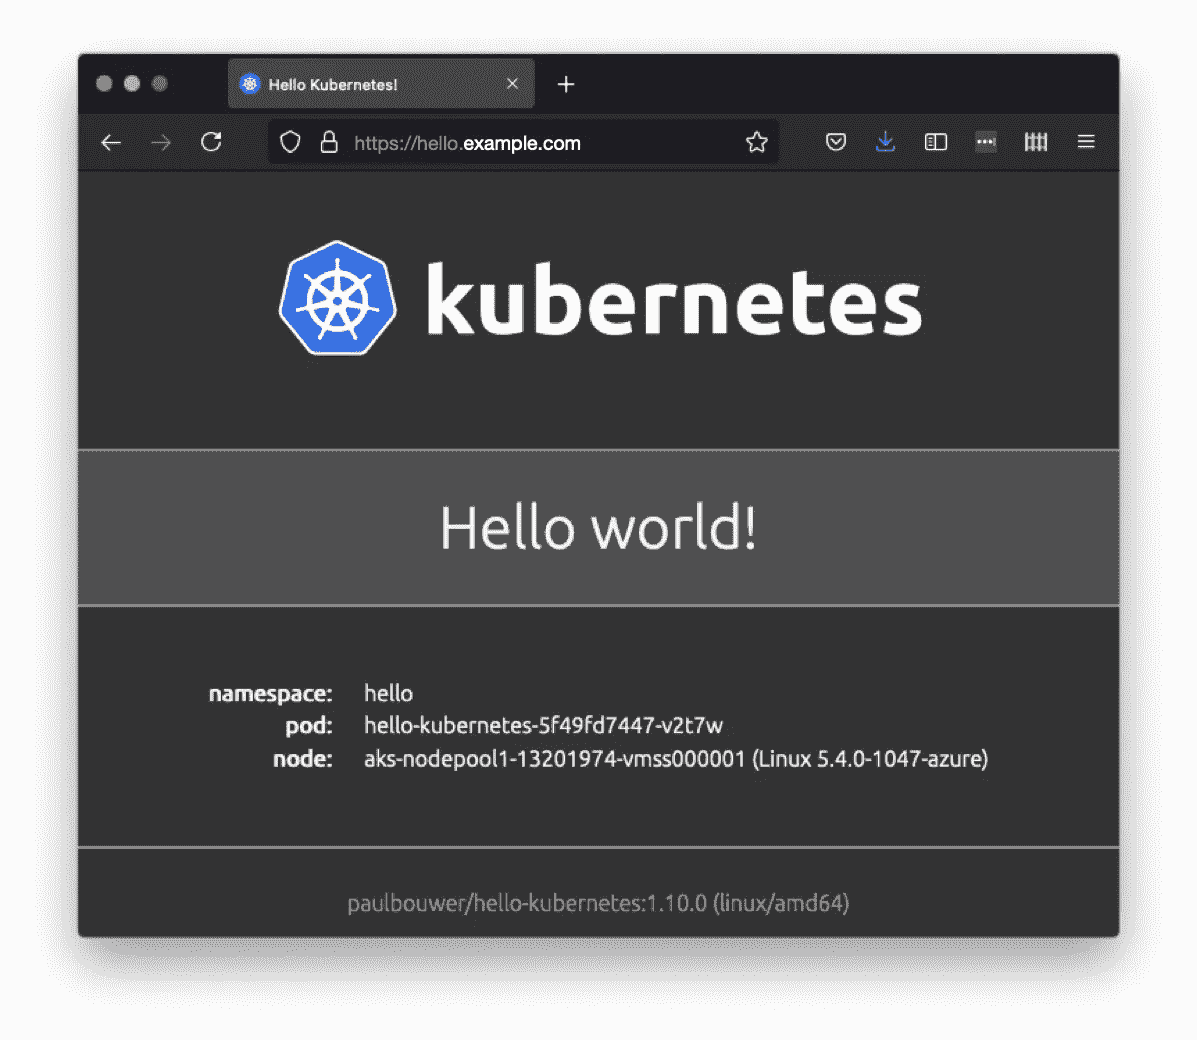 Hello Kubernetes!
https://hello.example.com
kubernetes
Hello world!
namespace: hello
pod: hello-kubernetes-5f49fd7447-v2t7w
node: aks-nodepool1-13201974-vmss000001 (Linux 5.4.0-1047-azure)
paulbouwer/hello-kubernetes:1.10.0 (linux/amd64)